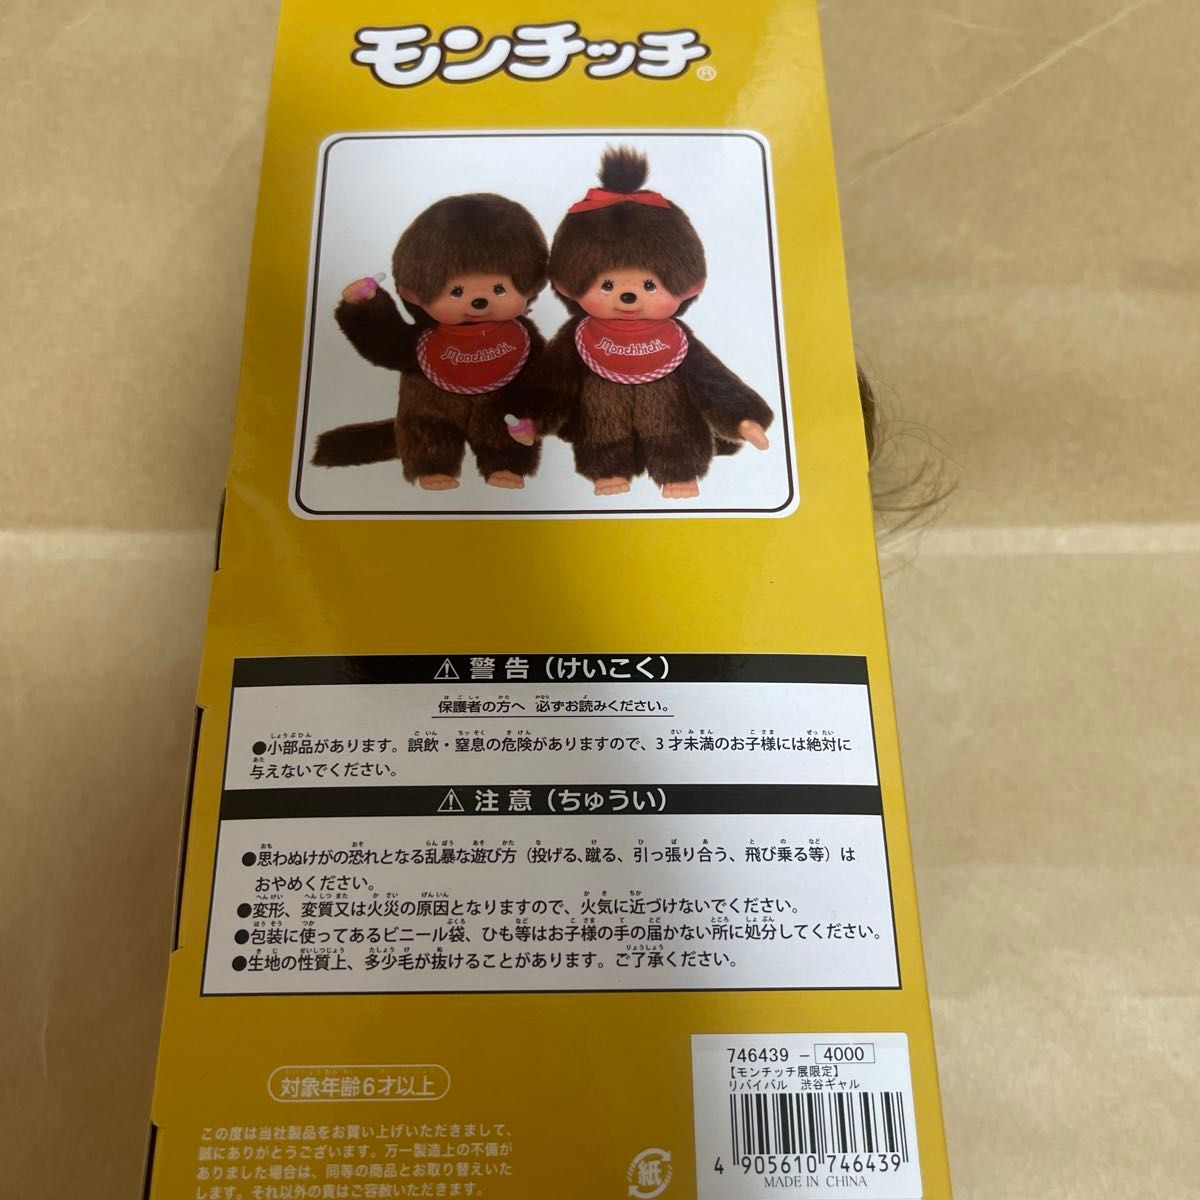 モンチッチ®
Monchhichi
Monchhichi
⚠警告（けいこく）
保護者の方へ 必ずお読みください。
●小部品があります。誤飲・窒息の危険がありますので、3才未満のお子様には絶対に
与えないでください。
⚠注意（ちゅうい）
●思わぬけがの恐れとなる乱暴な遊び方（投げる、蹴る、引っ張り合う、飛び乗る等）は
おやめください。
●変形、変質又は火災の原因となりますので、火気に近づけないでください。
●包装に使ってあるビニール袋、ひも等はお子様の手の届かない所に処分してください。
●生地の性質上、多少毛が抜けることがあります。ご了承ください。
対象年齢6才以上
この度は当社製品をお買い上げいただきまして、
誠にありがとうございます。万一製造上の不備が
ありました場合は、同等の商品とお取り替えいた
します。それ以外の責はご容赦いただきます。
紙
746439-4000
【モンチッチ展限定】
リバイバル 渋谷ギャル
4 905610 746439
MADE IN CHINA